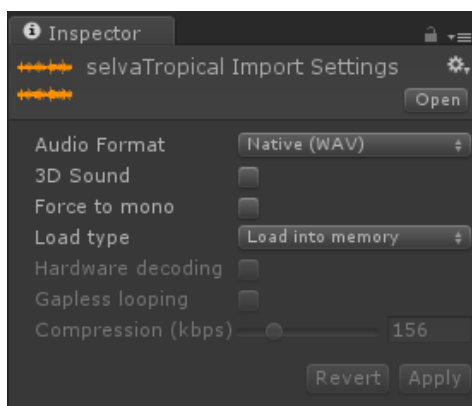 Inspector
selvaTropical Import Settings
Open
Audio Format Native (WAV)
3D Sound
Force to mono
Load type Load into memory
Hardware decoding
Gapless looping
Compression (kbps) 156
Revert Apply